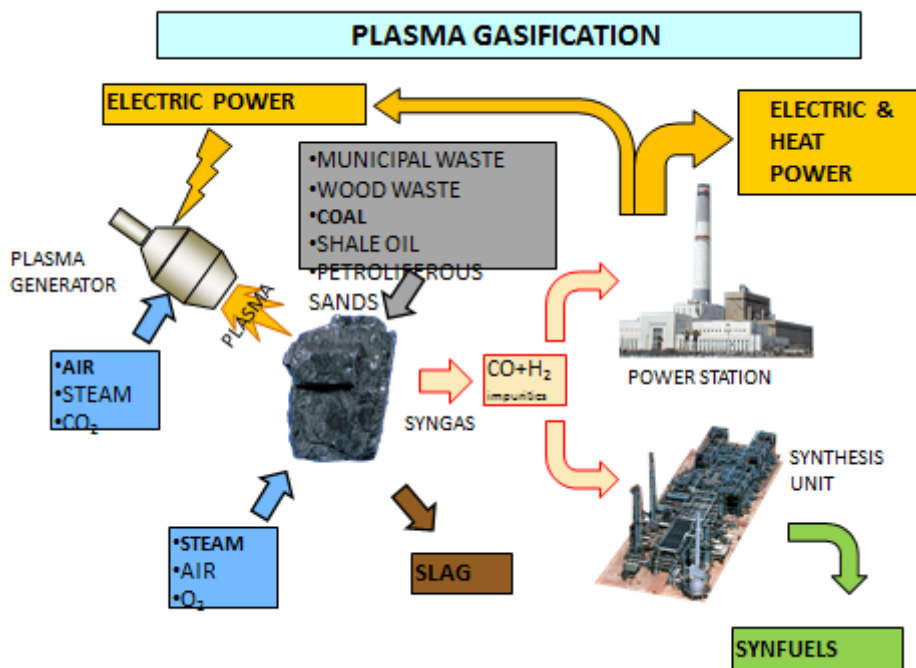 PLASMA GASIFICATION
ELECTRIC POWER
ELECTRIC &
HEAT
POWER
•MUNICIPAL WASTE
•WOOD WASTE
•COAL
•SHALE OIL
•PETROLIFEROUS
SANDS
PLASMA
GENERATOR
PLASMA
•AIR
•STEAM
•CO₂
SYNGAS
CO+H₂
impuritics
POWER STATION
SYNTHESIS
UNIT
•STEAM
•AIR
•O₂
SLAG
SYNFUELS